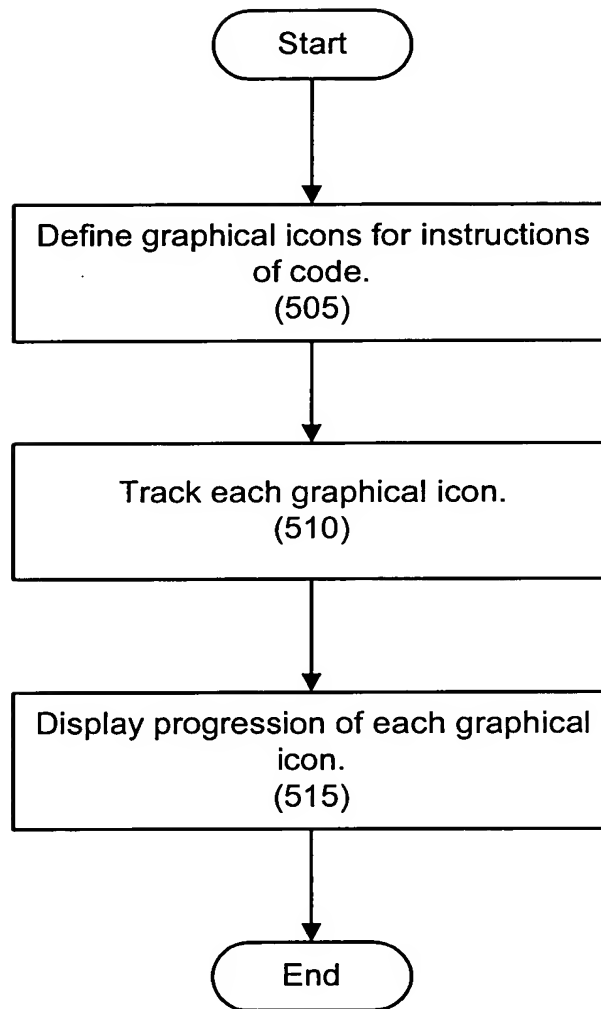 Start
Define graphical icons for instructions
of code.
(505)
Track each graphical icon.
(510)
Display progression of each graphical
icon.
(515)
End